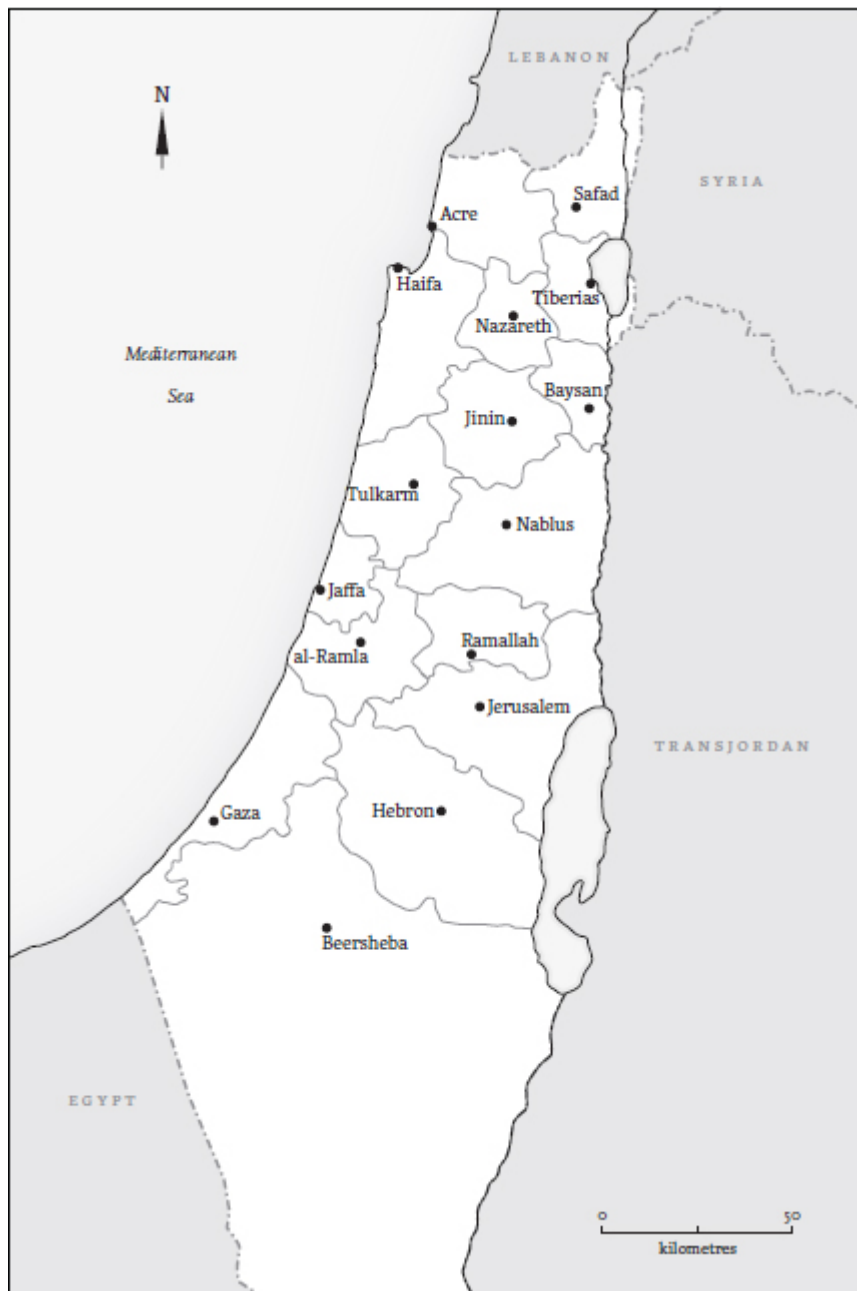 LEBANON
N
SYRIA
Safad
Acre
Haifa
Tiberias
Nazareth
Mediterranean
Sea
Baysan
Jinin
Tulkarm
Nablus
Jaffa
Ramallah
al-Ramla
Jerusalem
TRANSJORDAN
Gaza
Hebron
Beersheba
EGYPT
0 50
kilometres